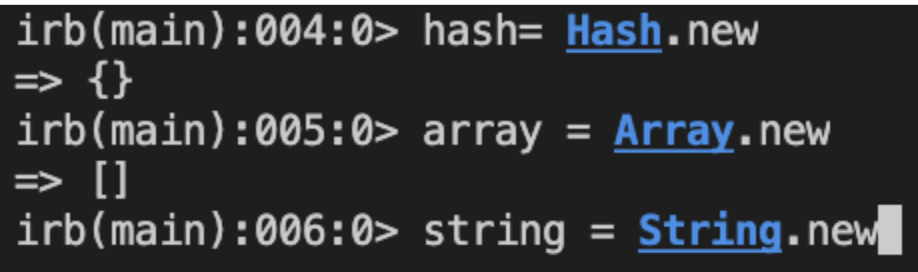 irb(main):004:0> hash= Hash.new
=> {}
irb(main):005:0> array = Array.new
=> []
irb(main):006:0> string = String.new